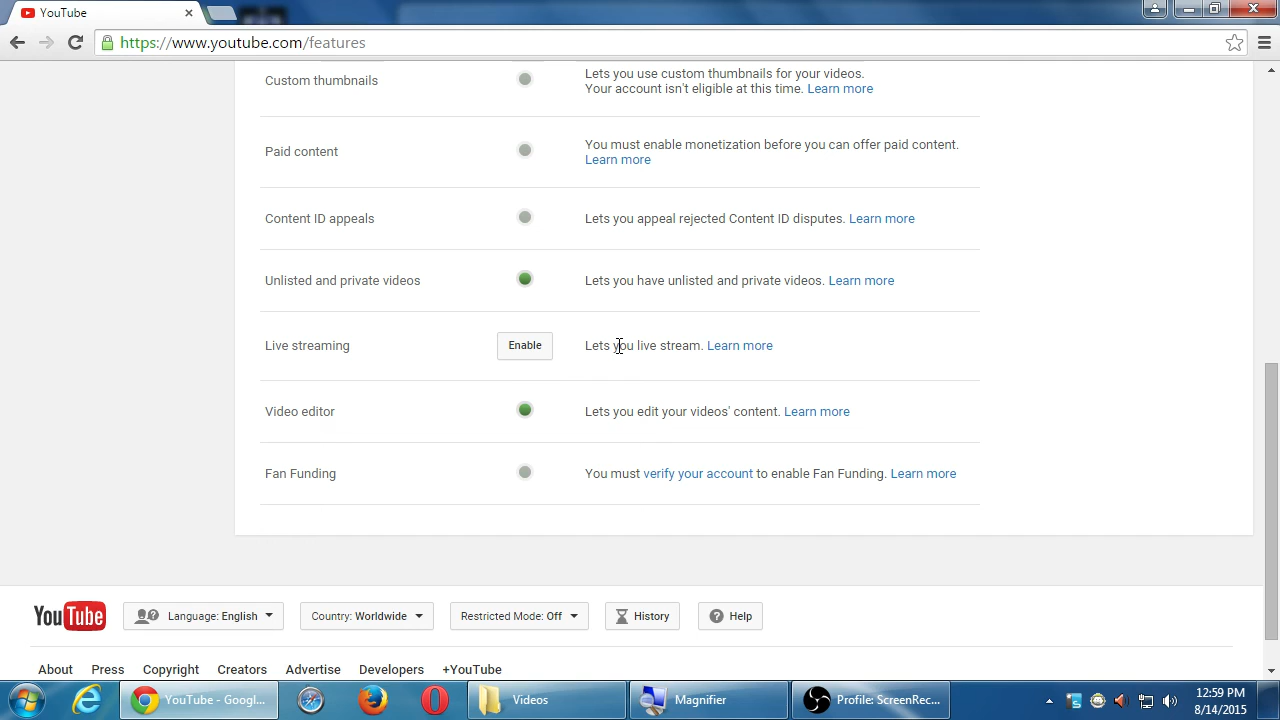 YouTube
https://www.youtube.com/features
Custom thumbnails
Lets you use custom thumbnails for your videos.
Your account isn't eligible at this time. Learn more
Paid content
You must enable monetization before you can offer paid content.
Learn more
Content ID appeals
Lets you appeal rejected Content ID disputes. Learn more
Unlisted and private videos
Lets you have unlisted and private videos. Learn more
Live streaming
Enable
Lets you live stream. Learn more
Video editor
Lets you edit your videos' content. Learn more
Fan Funding
You must verify your account to enable Fan Funding. Learn more
YouTube
Language: English
Country: Worldwide
Restricted Mode: Off
History
Help
About
Press
Copyright
Creators
Advertise
Developers
+YouTube
YouTube - Googl...
Videos
Magnifier
Profile: ScreenRec...
12:59 PM
8/14/2015